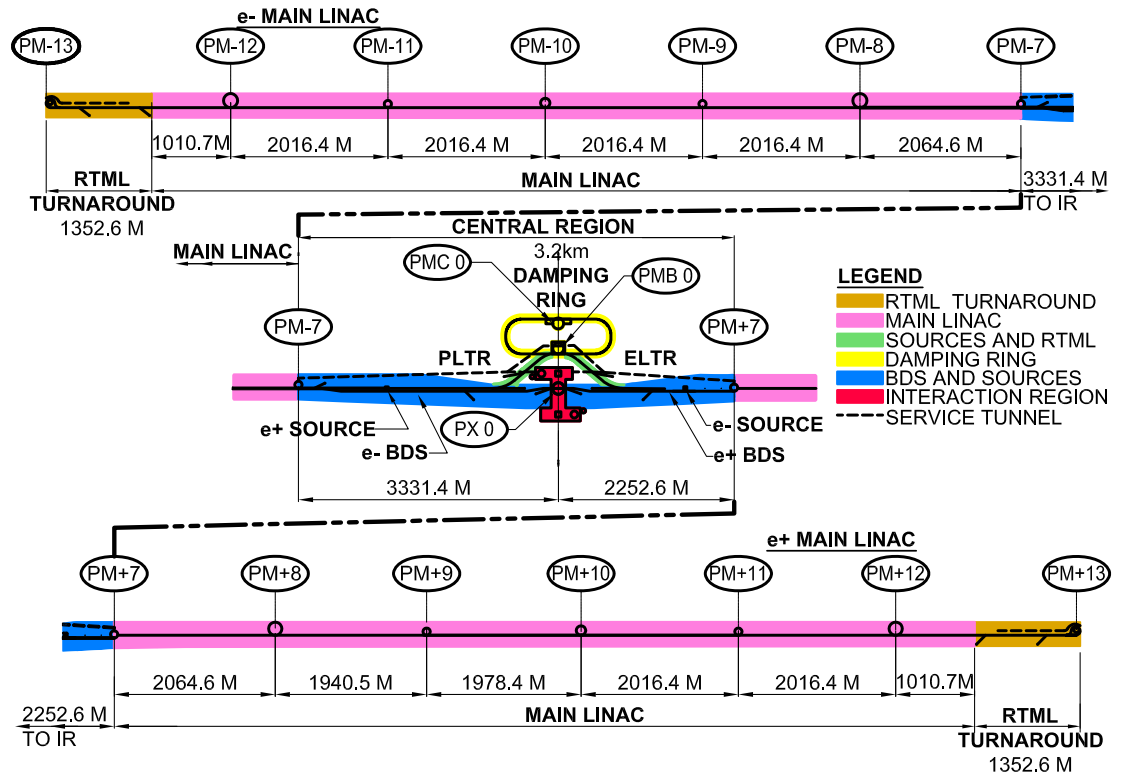 e- MAIN LINAC
PM-13 PM-12 PM-11 PM-10 PM-9 PM-8 PM-7
1010.7M 2016.4 M 2016.4 M 2016.4 M 2016.4 M 2064.6 M
RTML MAIN LINAC 3331.4 M
TURNAROUND TO IR
1352.6 M
CENTRAL REGION
MAIN LINAC 3.2km
PMC 0 DAMPING PMB 0
RING
LEGEND
RTML TURNAROUND
MAIN LINAC
SOURCES AND RTML
DAMPING RING
BDS AND SOURCES
INTERACTION REGION
SERVICE TUNNEL
PM-7 PM+7
PLTR ELTR
e+ SOURCE PX 0 e- SOURCE
e- BDS e+ BDS
3331.4 M 2252.6 M
e+ MAIN LINAC
PM+7 PM+8 PM+9 PM+10 PM+11 PM+12 PM+13
2064.6 M 1940.5 M 1978.4 M 2016.4 M 2016.4 M 1010.7M
2252.6 M MAIN LINAC RTML
TO IR TURNAROUND
1352.6 M